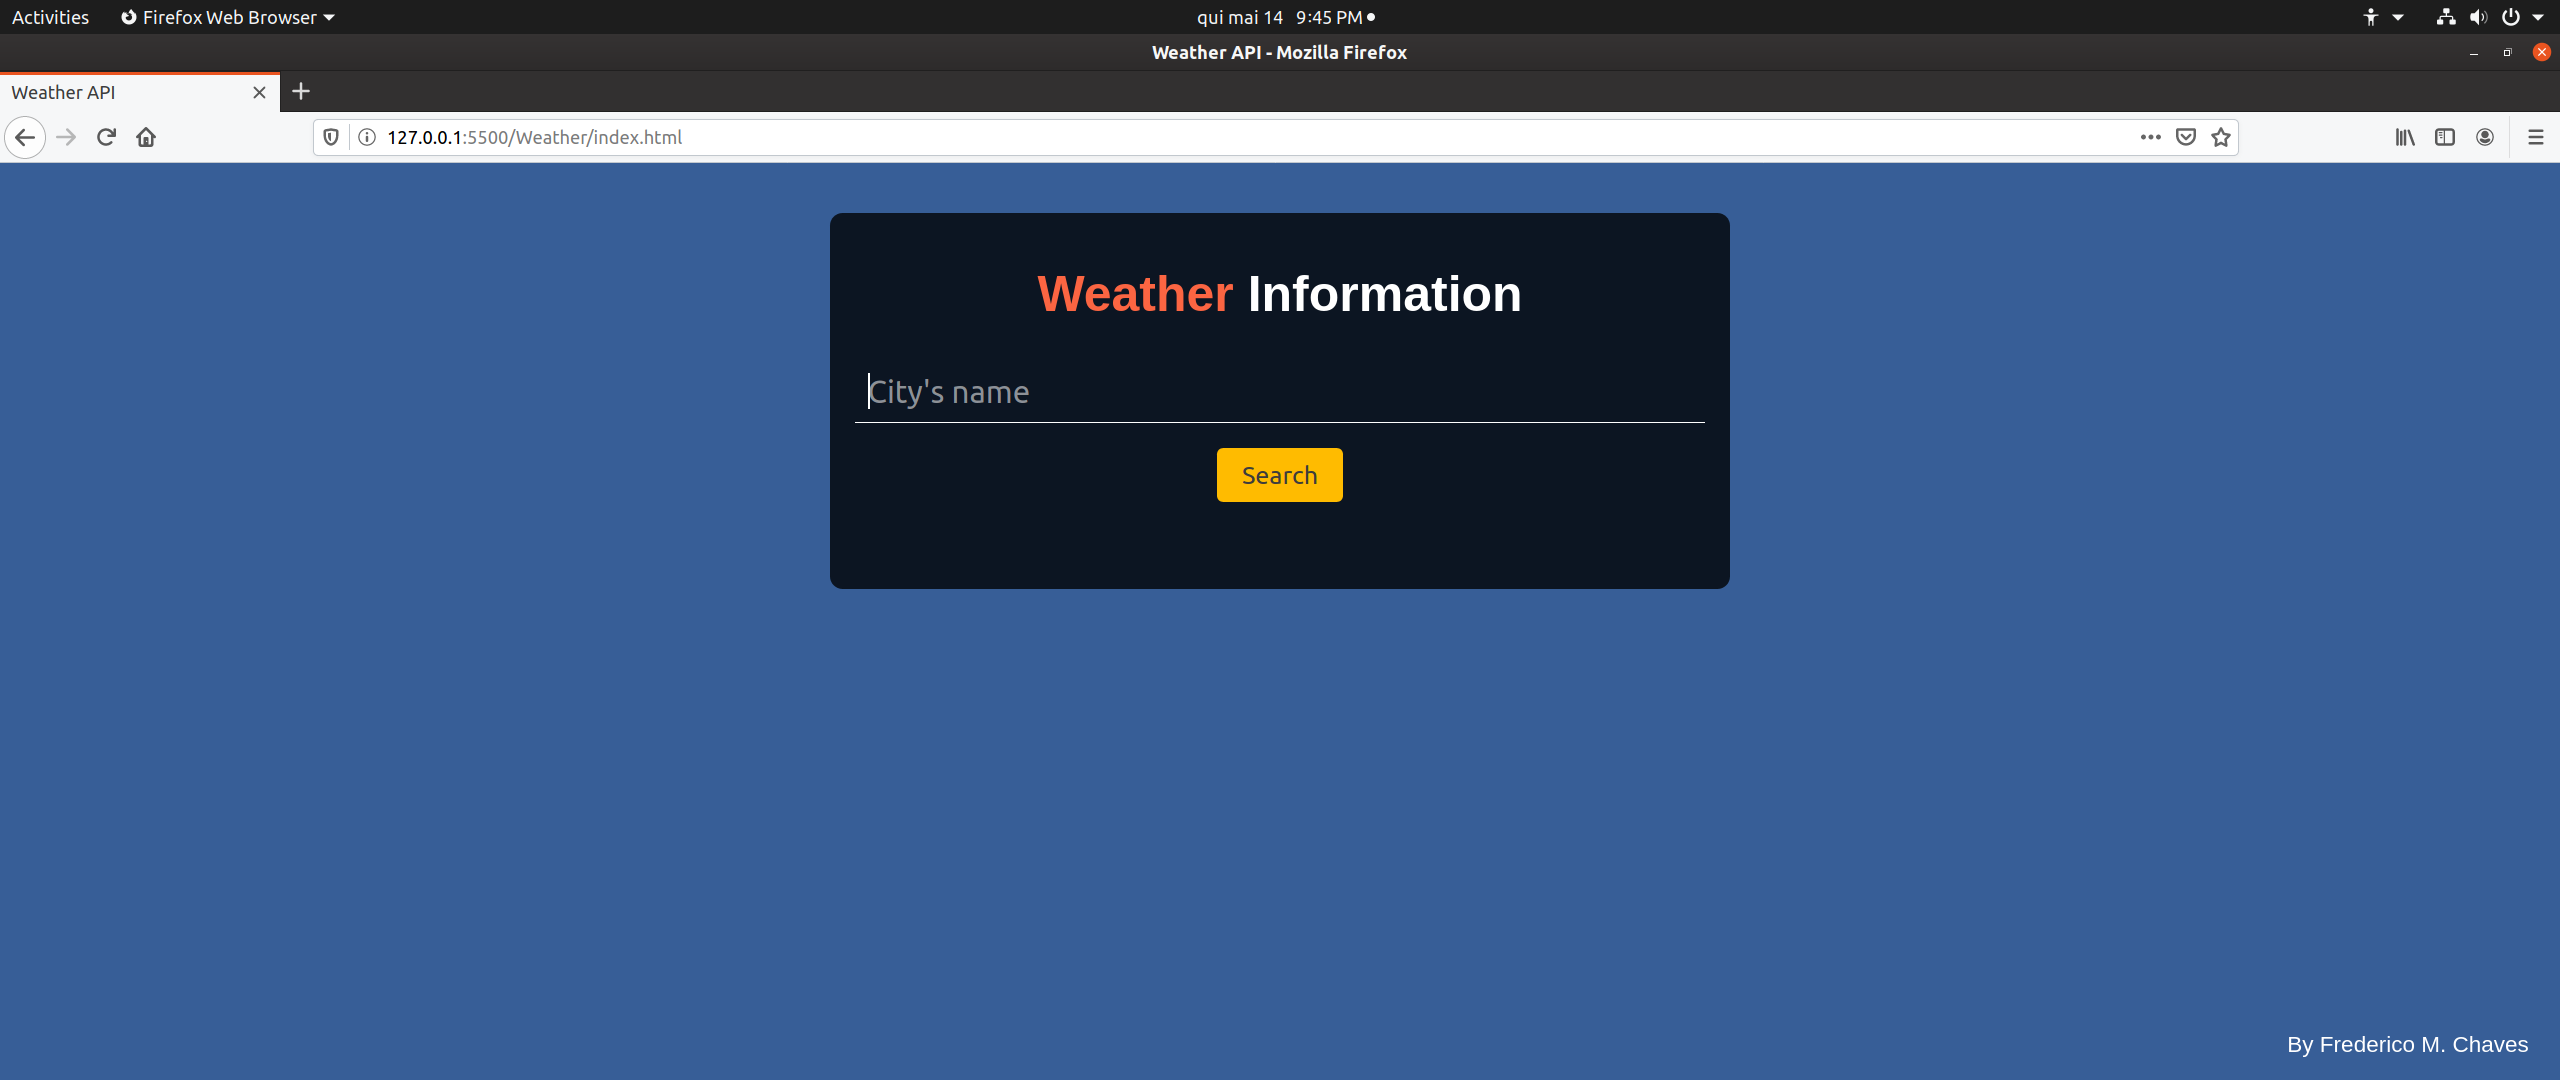 Activities Firefox Web Browser qui mai 14 9:45 PM
Weather API - Mozilla Firefox
Weather API
127.0.0.1:5500/Weather/index.html
Weather Information
City's name
Search
By Frederico M. Chaves